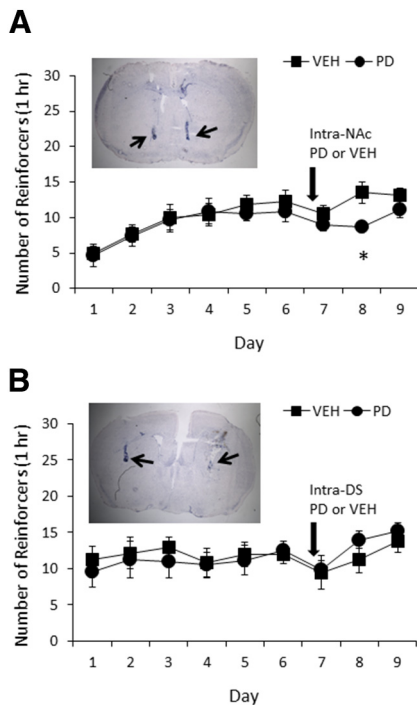 A
VEH PD
30
25
20
15
10
5
0
Number of Reinforcers (1 hr)
Intra-NAc
PD or VEH
*
1 2 3 4 5 6 7 8 9
Day
B
VEH PD
30
25
20
15
10
5
0
Number of Reinforcers (1 hr)
Intra-DS
PD or VEH
1 2 3 4 5 6 7 8 9
Day